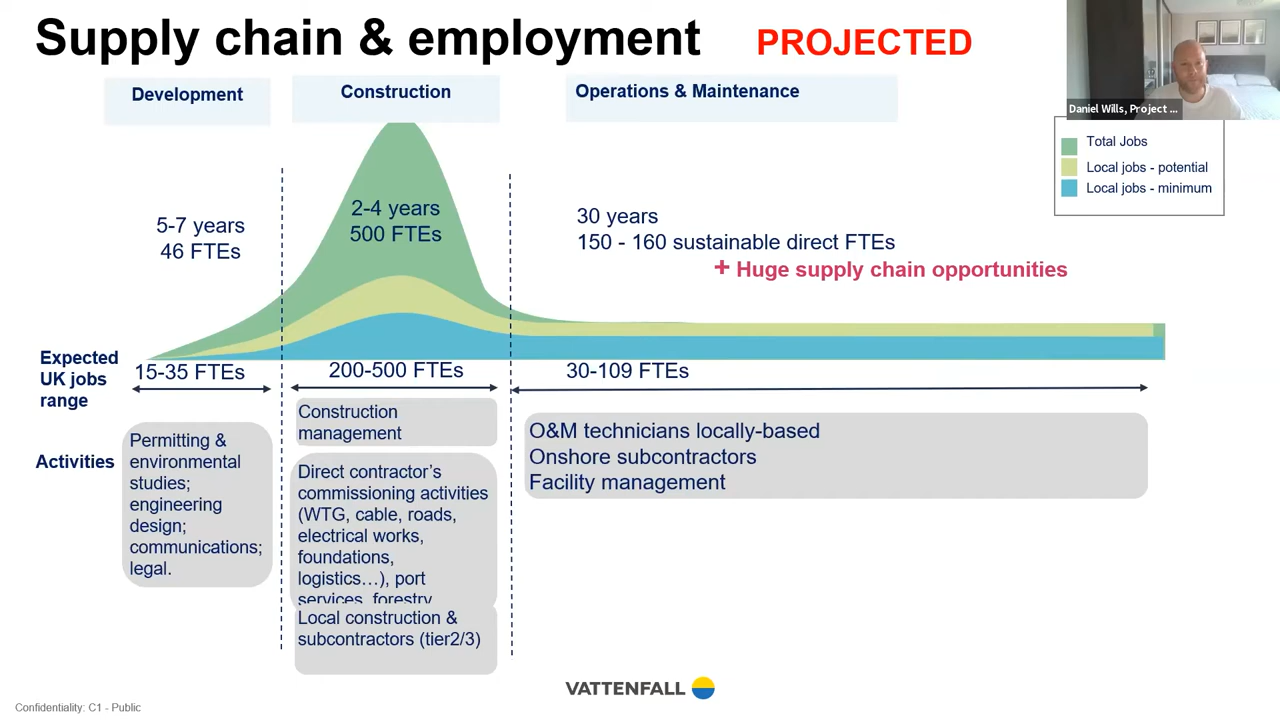 Supply chain & employment PROJECTED
Daniel Wills, Project ...
Development
Construction
Operations & Maintenance
Total Jobs
Local jobs - potential
Local jobs - minimum
5-7 years
46 FTEs
2-4 years
500 FTEs
30 years
150 - 160 sustainable direct FTEs
+ Huge supply chain opportunities
Expected
UK jobs
range
15-35 FTEs
200-500 FTEs
30-109 FTEs
Activities
Permitting &
environmental
studies;
engineering
design;
communications;
legal.
Construction
management
Direct contractor's
commissioning activities
(WTG, cable, roads,
electrical works,
foundations,
logistics…), port
services, forestry
Local construction &
subcontractors (tier2/3)
O&M technicians locally-based
Onshore subcontractors
Facility management
VATTENFALL
Confidentiality: C1 - Public